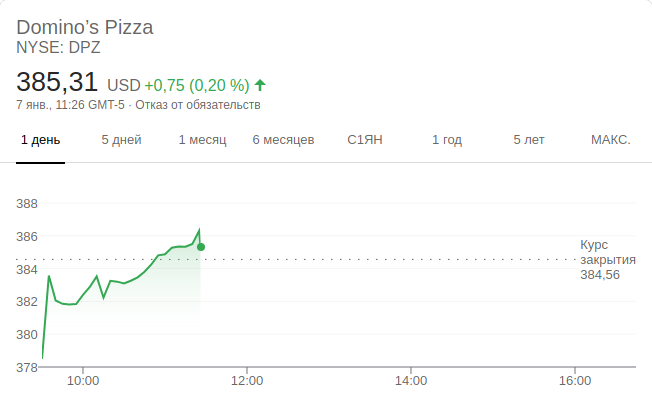 Domino’s Pizza
NYSE: DPZ
385,31 USD +0,75 (0,20 %)
7 янв., 11:26 GMT-5 · Отказ от обязательств
1 день 5 дней 1 месяц 6 месяцев С1ЯН 1 год 5 лет МАКС.
388
386
384
382
380
378
Курс
закрытия
384,56
10:00 12:00 14:00 16:00